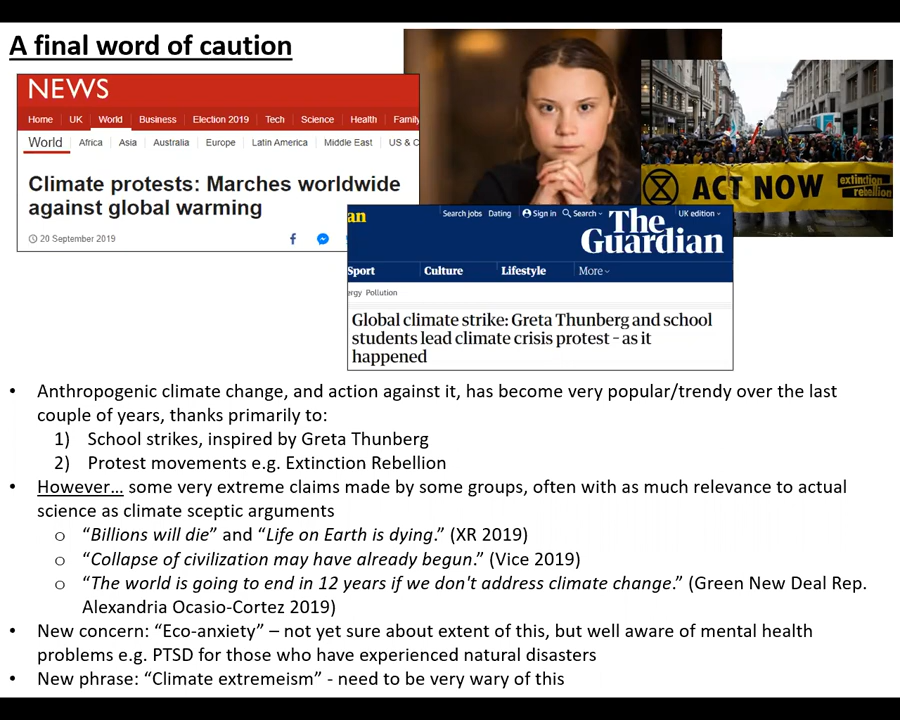 A final word of caution
NEWS
Home UK World Business Election 2019 Tech Science Health Family
World Africa Asia Australia Europe Latin America Middle East US & C
Climate protests: Marches worldwide
against global warming
20 September 2019
ACT NOW
extinction
rebellion
an
Search jobs Dating Sign in Search UK edition
The
Guardian
Sport Culture Lifestyle More
ergy Pollution
Global climate strike: Greta Thunberg and school
students lead climate crisis protest – as it
happened
• Anthropogenic climate change, and action against it, has become very popular/trendy over the last
couple of years, thanks primarily to:
1) School strikes, inspired by Greta Thunberg
2) Protest movements e.g. Extinction Rebellion
• However… some very extreme claims made by some groups, often with as much relevance to actual
science as climate sceptic arguments
o “Billions will die” and “Life on Earth is dying.” (XR 2019)
o “Collapse of civilization may have already begun.” (Vice 2019)
o “The world is going to end in 12 years if we don't address climate change.” (Green New Deal Rep.
Alexandria Ocasio-Cortez 2019)
• New concern: “Eco-anxiety” – not yet sure about extent of this, but well aware of mental health
problems e.g. PTSD for those who have experienced natural disasters
• New phrase: “Climate extremeism” - need to be very wary of this